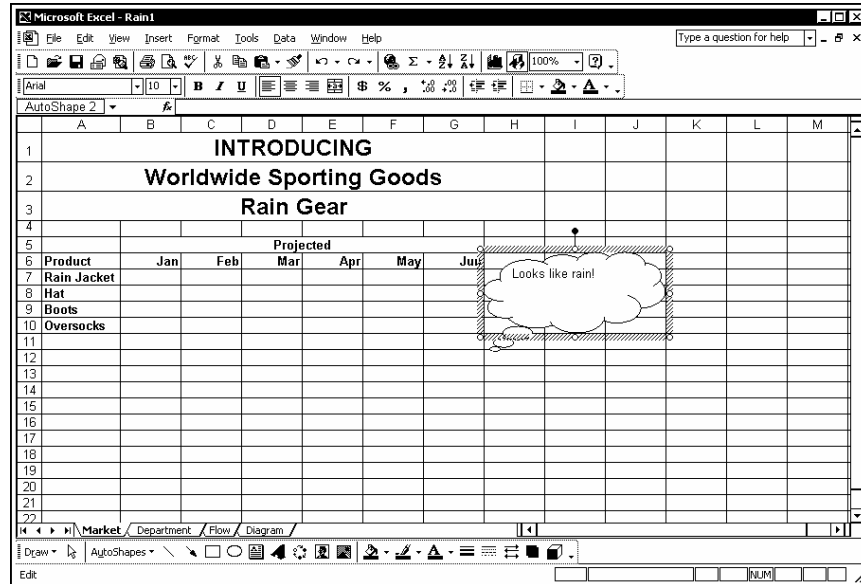 Microsoft Excel - Rain1
File Edit View Insert Format Tools Data Window Help Type a question for help
100%
Arial 10 B I U $ % ,
AutoShape 2 fx
A B C D E F G H I J K L M
1 INTRODUCING
2 Worldwide Sporting Goods
3 Rain Gear
4
5 Projected
6 Product Jan Feb Mar Apr May Jun
7 Rain Jacket Looks like rain!
8 Hat
9 Boots
10 Oversocks
11
12
13
14
15
16
17
18
19
20
21
22
Market Department Flow Diagram
Draw AutoShapes
Edit NUM